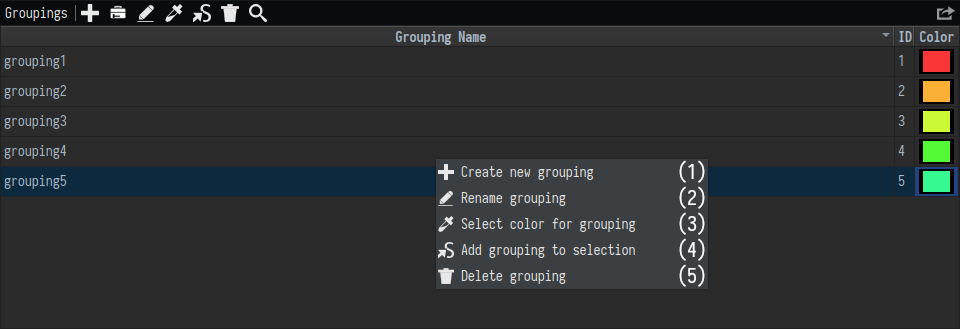 Groupings
Grouping Name ID Color
grouping1 1
grouping2 2
grouping3 3
grouping4 4
grouping5 5
Create new grouping (1)
Rename grouping (2)
Select color for grouping (3)
Add grouping to selection (4)
Delete grouping (5)